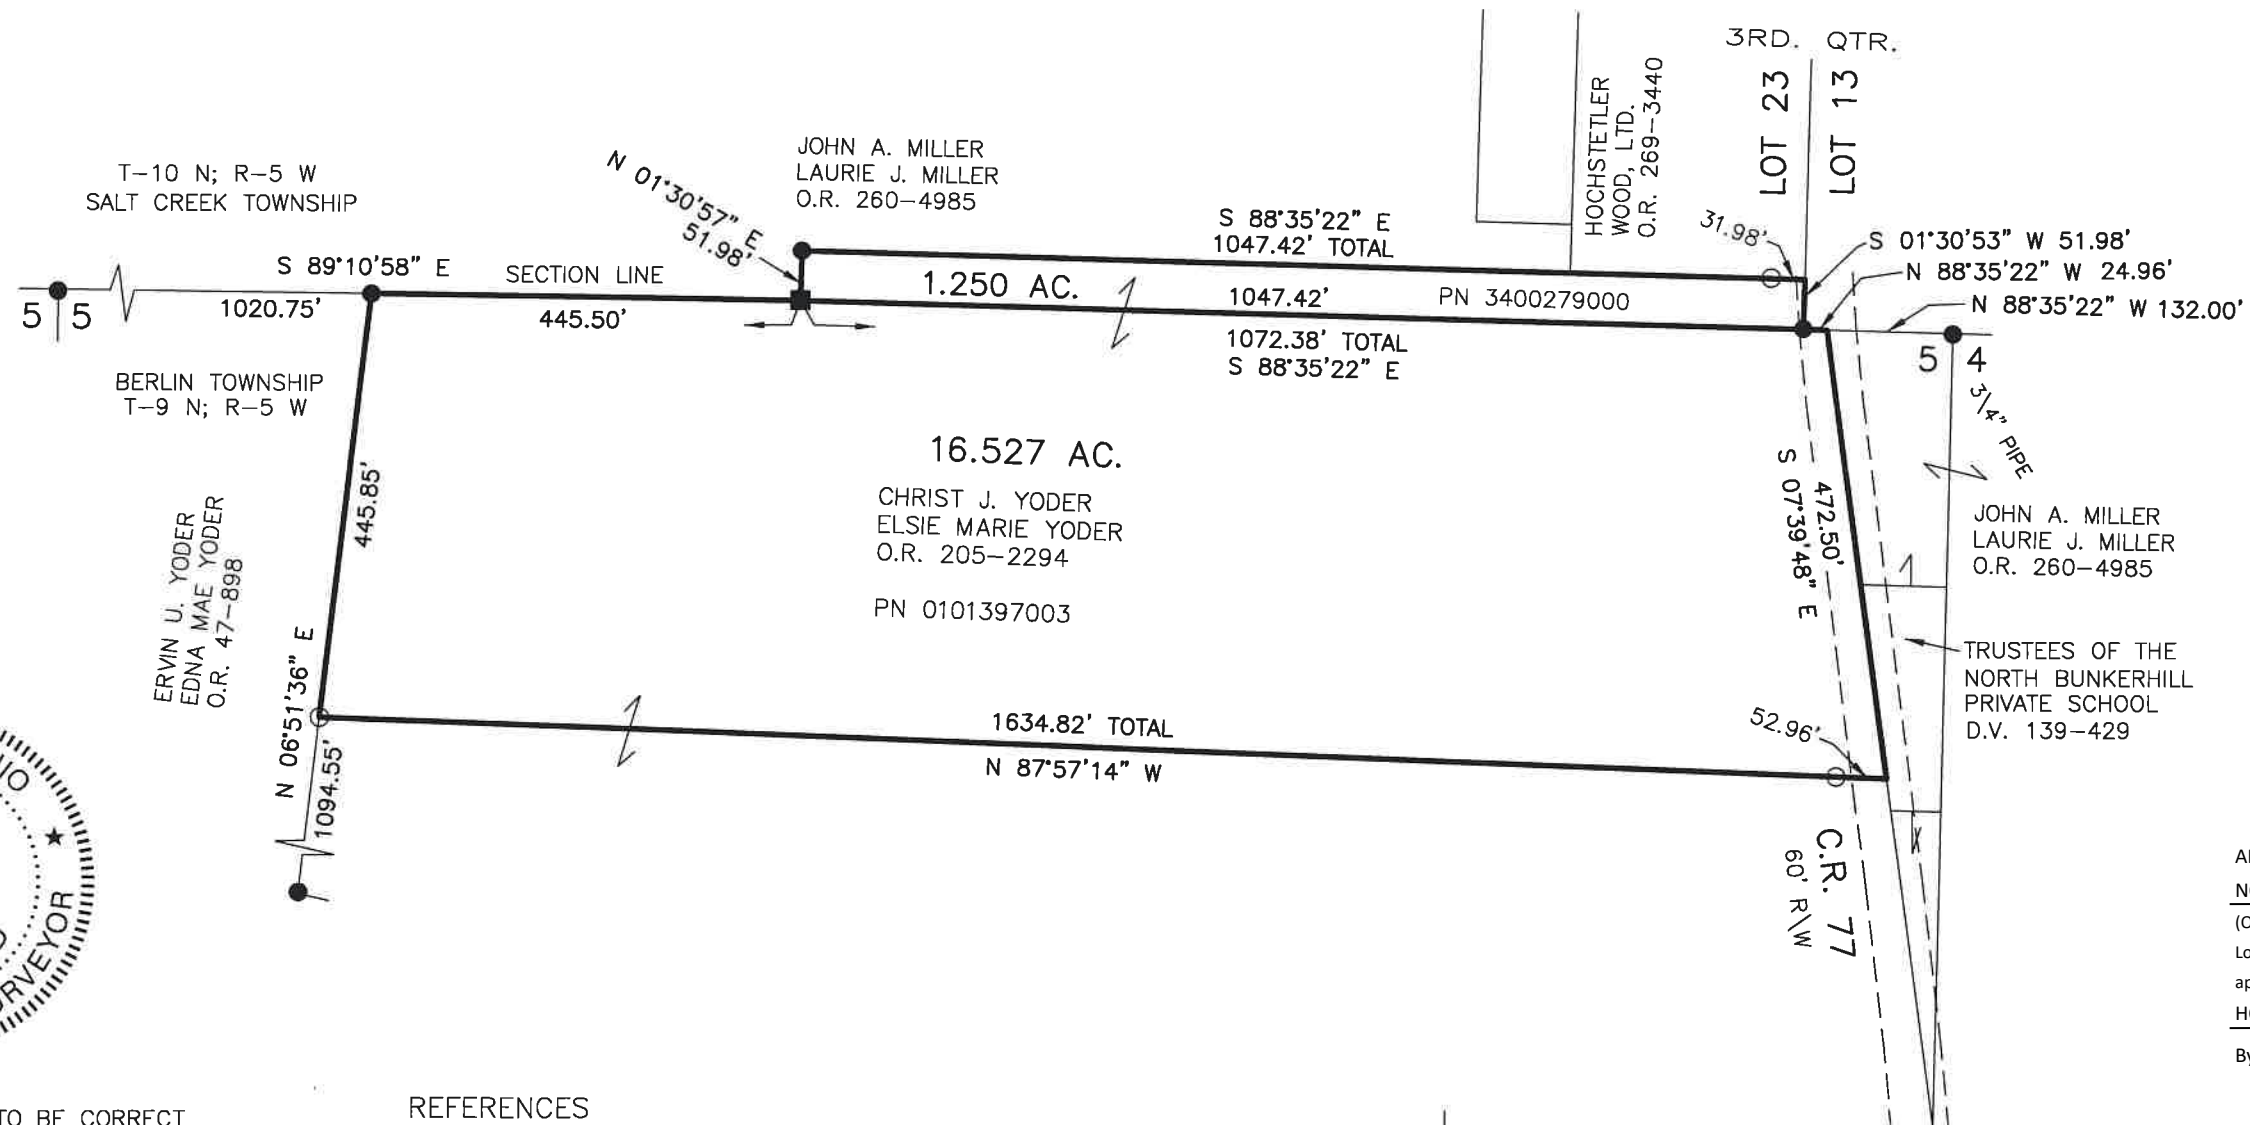 3RD. QTR.
LOT 23
LOT 13
HOCHSTETLER
WOOD, LTD.
O.R. 269-3440
T-10 N; R-5 W
SALT CREEK TOWNSHIP
JOHN A. MILLER
LAURIE J. MILLER
O.R. 260-4985
N 01°30'57" E
51.98'
S 88°35'22" E
1047.42' TOTAL
31.98'
S 01°30'53" W 51.98'
N 88°35'22" W 24.96'
N 88°35'22" W 132.00'
S 89°10'58" E
SECTION LINE
1020.75'
445.50'
5 5
1.250 AC.
1047.42'
PN 3400279000
1072.38' TOTAL
S 88°35'22" E
5 4
3/4" PIPE
BERLIN TOWNSHIP
T-9 N; R-5 W
445.85'
16.527 AC.
CHRIST J. YODER
ELSIE MARIE YODER
O.R. 205-2294
PN 0101397003
472.50'
S 07°39'48" E
JOHN A. MILLER
LAURIE J. MILLER
O.R. 260-4985
ERVIN U. YODER
EDNA MAE YODER
O.R. 47-898
N 06°51'36" E
1094.55'
TRUSTEES OF THE
NORTH BUNKERHILL
PRIVATE SCHOOL
D.V. 139-429
1634.82' TOTAL
N 87°57'14" W
52.96'
C.R. 77
60' R\W
IO
★
RVEYOR
(O
Lo
ap
By
TO BE CORRECT
REFERENCES